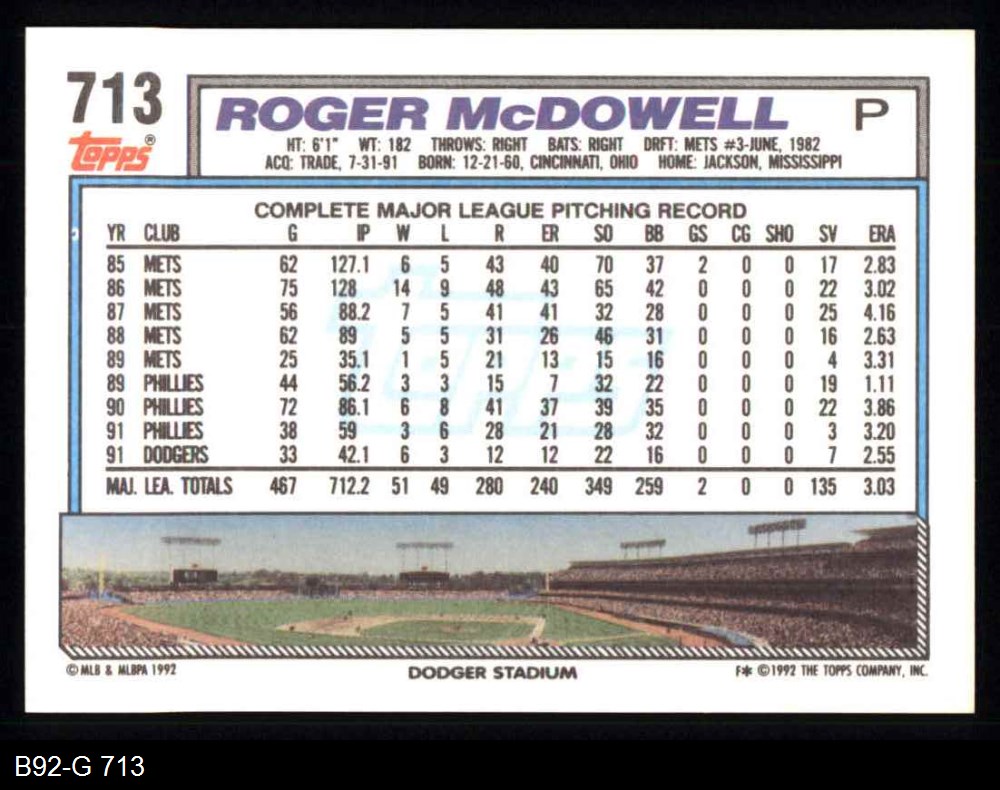 713
Topps®
ROGER McDOWELL P
HT: 6'1" WT: 182 THROWS: RIGHT BATS: RIGHT DRFT: METS #3-JUNE, 1982
ACQ: TRADE, 7-31-91 BORN: 12-21-60, CINCINNATI, OHIO HOME: JACKSON, MISSISSIPPI
COMPLETE MAJOR LEAGUE PITCHING RECORD
YR CLUB G IP W L R ER SO BB GS CG SHO SV ERA
85 METS 62 127.1 6 5 43 40 70 37 2 0 0 17 2.83
86 METS 75 128 14 9 48 43 65 42 0 0 0 22 3.02
87 METS 56 88.2 7 5 41 41 32 28 0 0 0 25 4.16
88 METS 62 89 5 5 31 26 46 31 0 0 0 16 2.63
89 METS 25 35.1 1 5 21 13 15 16 0 0 0 4 3.31
89 PHILLIES 44 56.2 3 3 15 7 32 22 0 0 0 19 1.11
90 PHILLIES 72 86.1 6 8 41 37 39 35 0 0 0 22 3.86
91 PHILLIES 38 59 3 6 28 21 28 32 0 0 0 3 3.20
91 DODGERS 33 42.1 6 3 12 12 22 16 0 0 0 7 2.55
MAJ. LEA. TOTALS 467 712.2 51 49 280 240 349 259 2 0 0 135 3.03
Topps
© MLB & MLBPA 1992 DODGER STADIUM F* © 1992 THE TOPPS COMPANY, INC.
B92-G 713